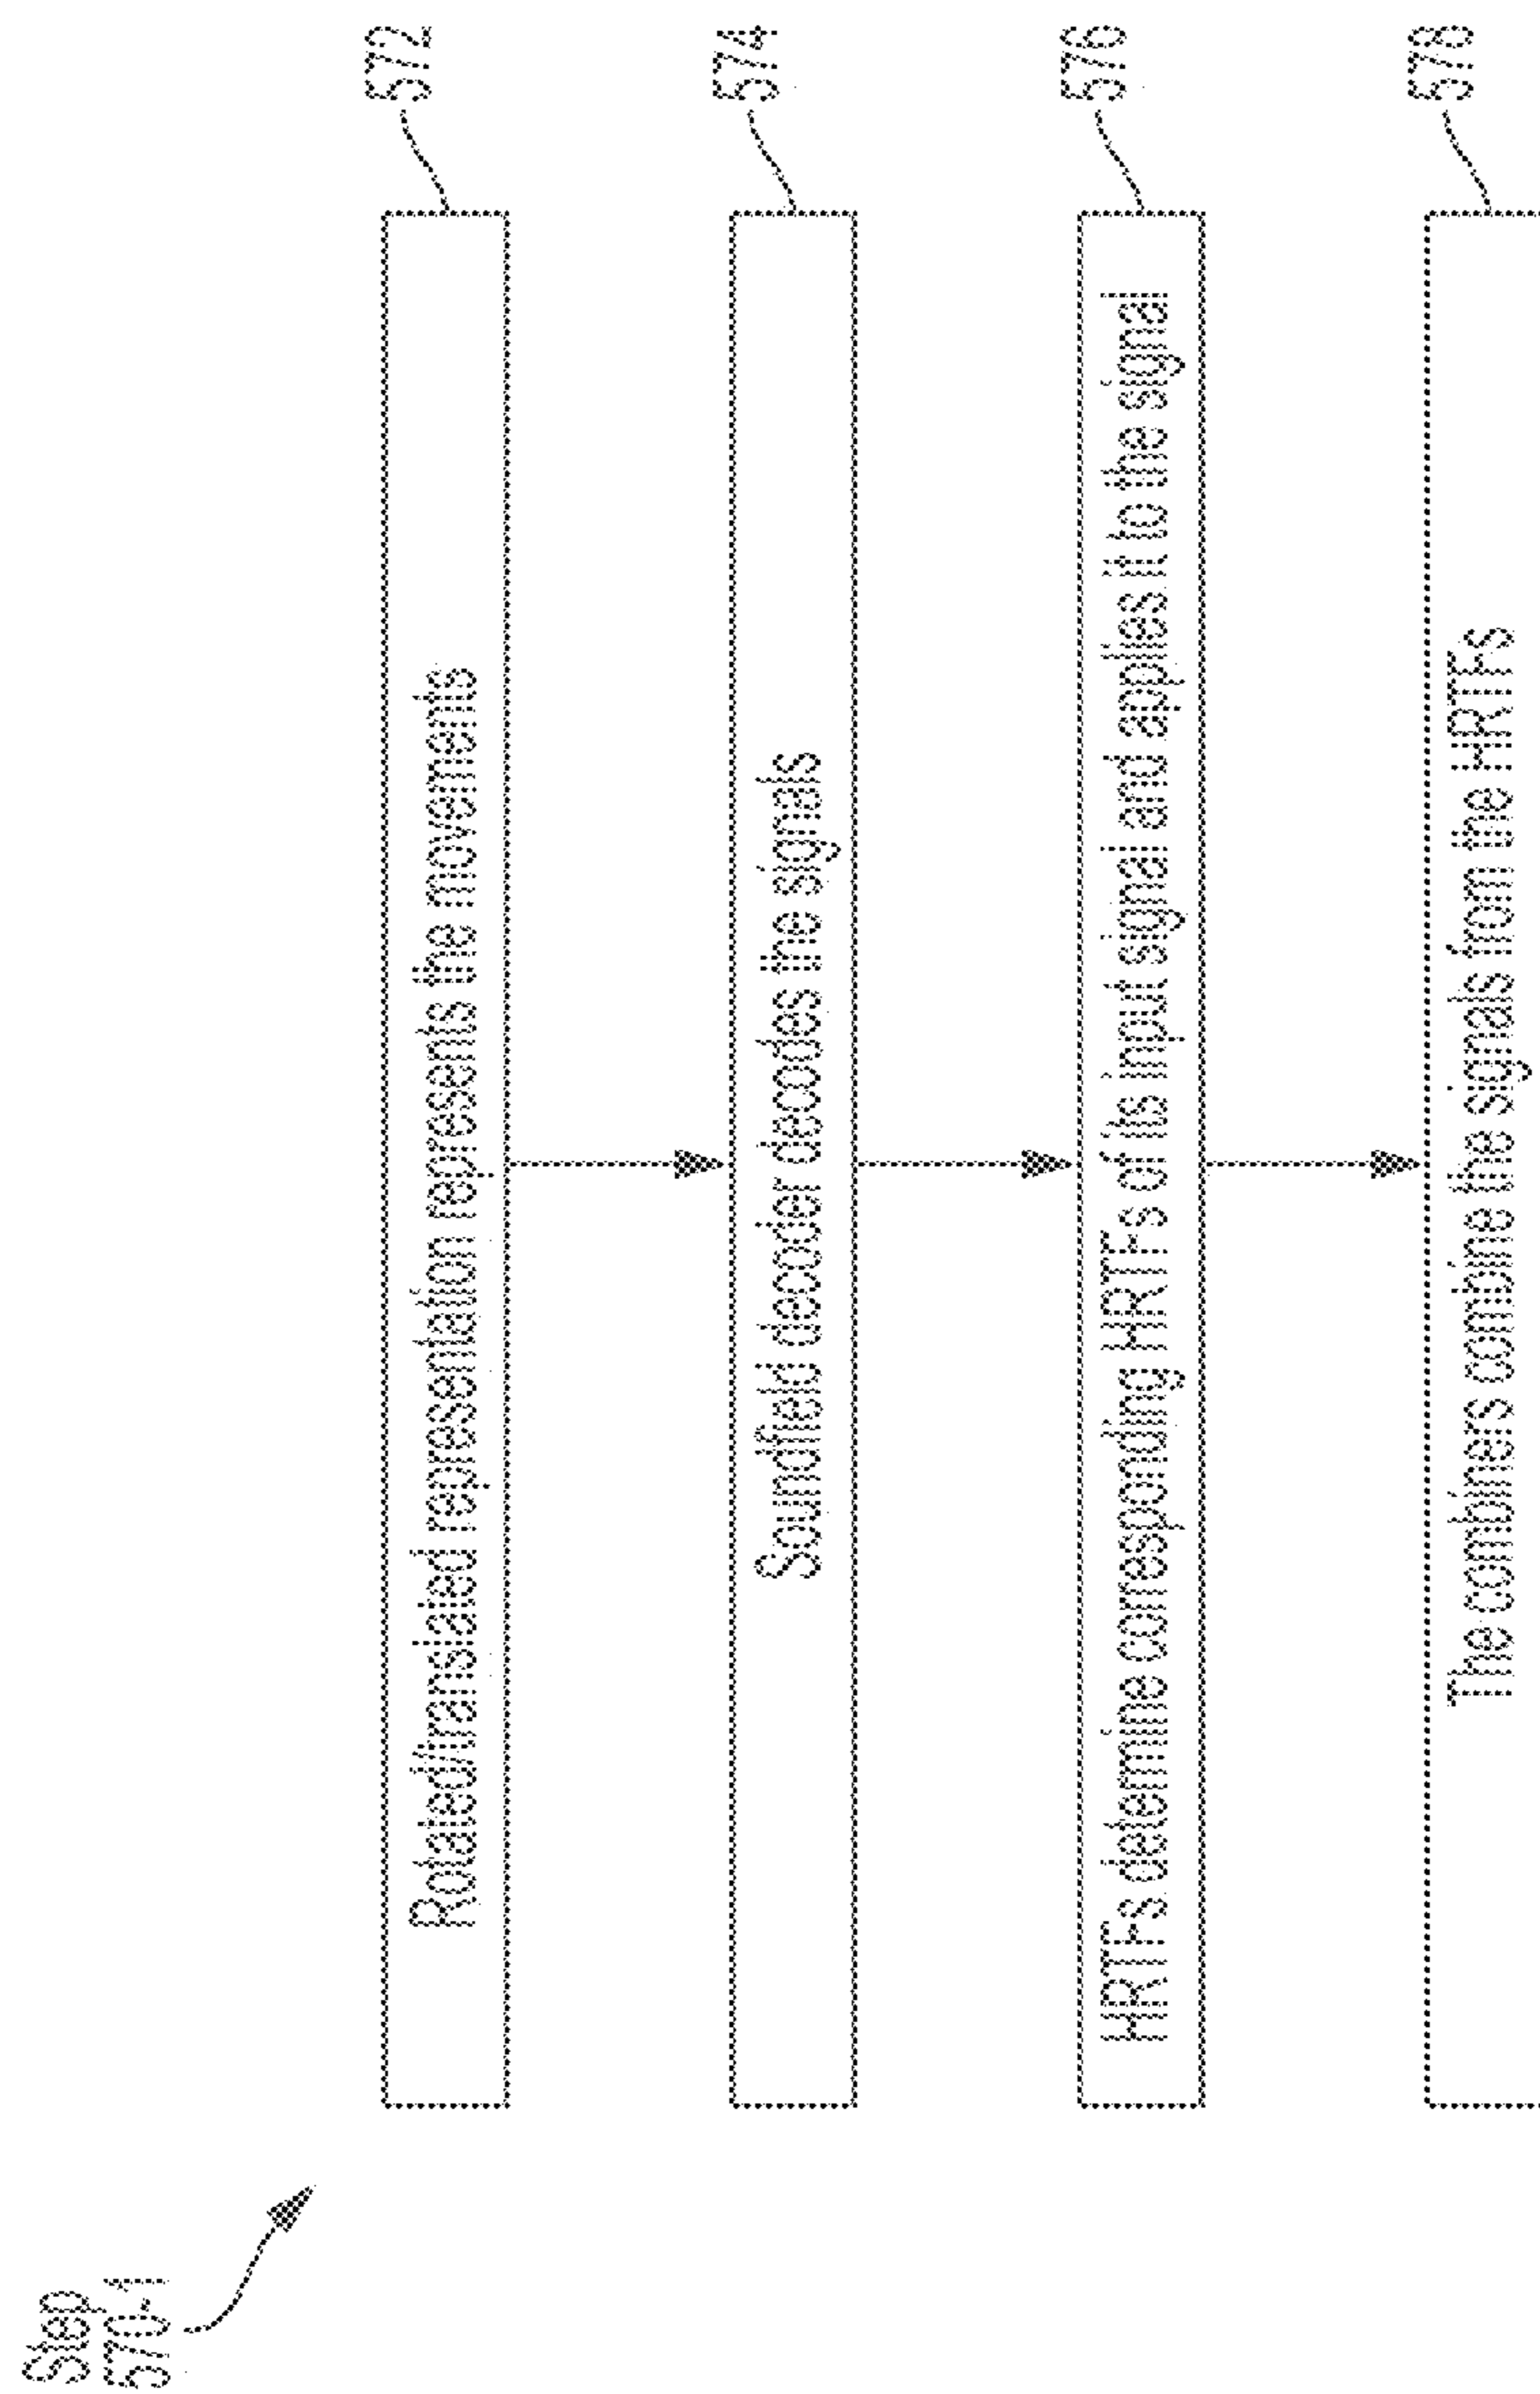 Step
570-1
Rotated/translated representation represents the movements
572
Soundfield decoder decodes the signals
574
HRTFs determine corresponding HRTFs of its input signal and applies it to the signal
576
The combiners combine the signals from the HRTFs
578